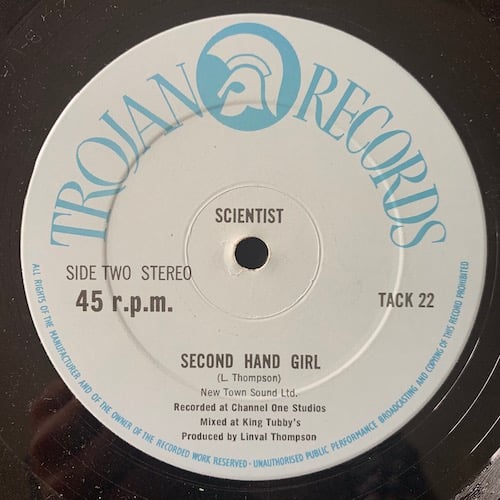 TROJAN RECORDS
SCIENTIST
SIDE TWO STEREO
45 r.p.m.
TACK 22
SECOND HAND GIRL
(L. Thompson)
New Town Sound Ltd.
Recorded at Channel One Studios
Mixed at King Tubby's
Produced by Linval Thompson
ALL RIGHTS OF THE MANUFACTURER AND OF THE OWNER OF THE RECORDED WORK RESERVED · UNAUTHORISED PUBLIC PERFORMANCE BROADCASTING AND COPYING OF THIS RECORD PROHIBITED